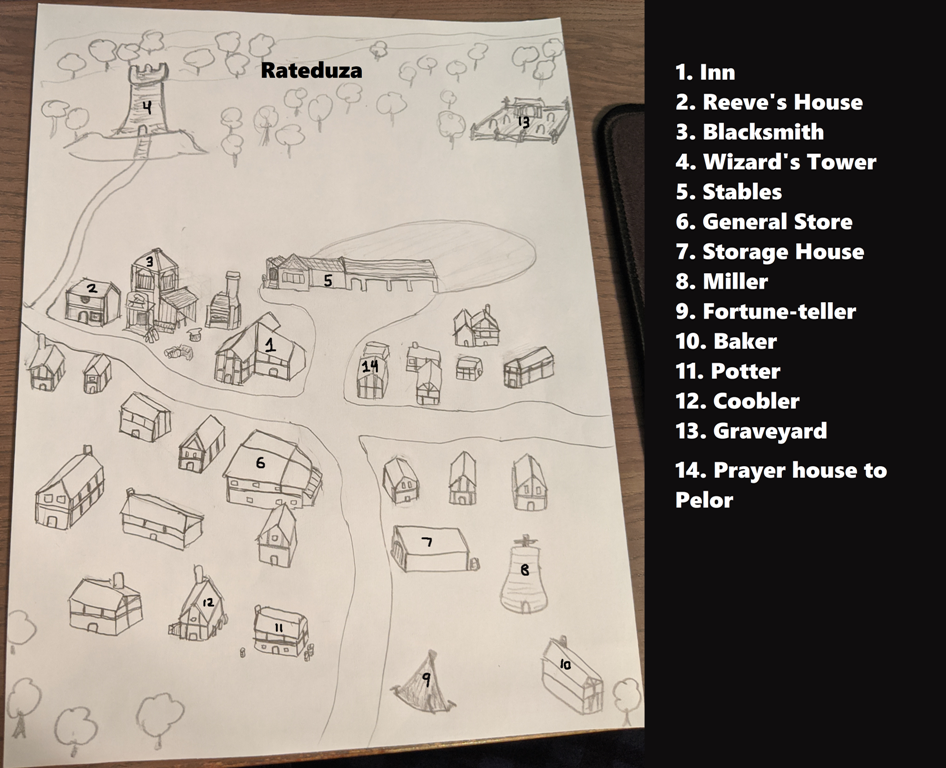 Rateduza
4
13
3
2
5
1
14
6
7
8
12
11
9
10
1. Inn
2. Reeve's House
3. Blacksmith
4. Wizard's Tower
5. Stables
6. General Store
7. Storage House
8. Miller
9. Fortune-teller
10. Baker
11. Potter
12. Coobler
13. Graveyard
14. Prayer house to
Pelor